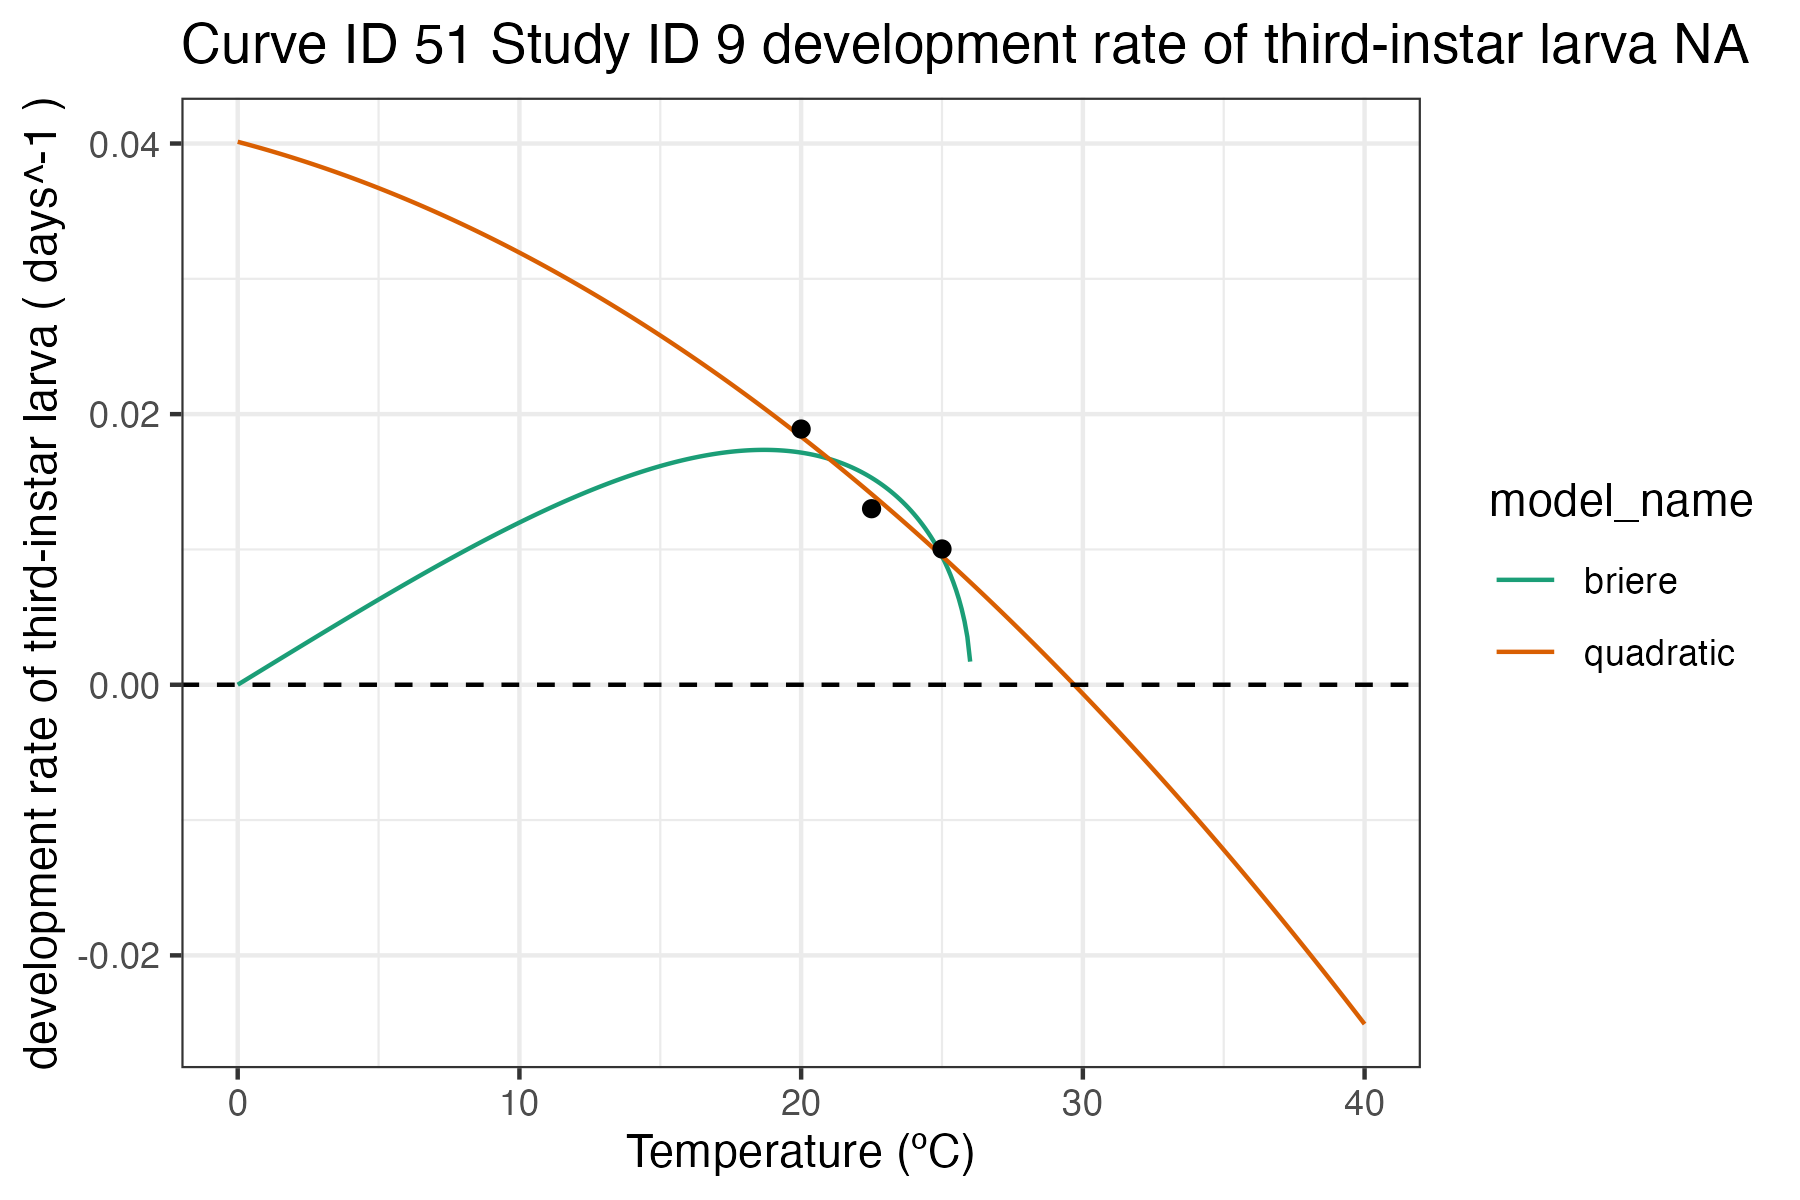 Curve ID 51 Study ID 9 development rate of third-instar larva NA
development rate of third-instar larva ( days^-1 )
0.04
0.02
0.00
-0.02
0
10
20
30
40
Temperature (ºC)
model_name
briere
quadratic